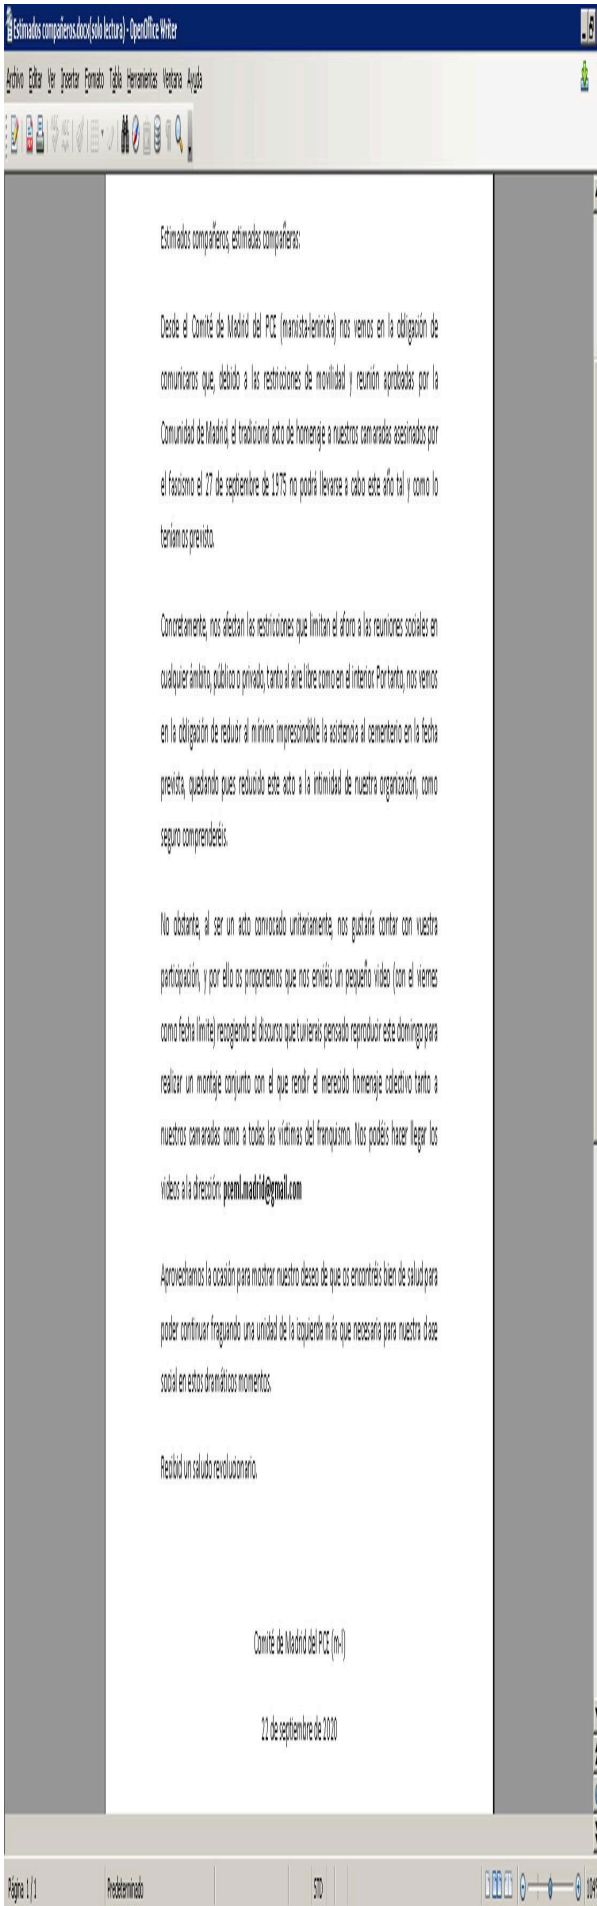 Estimados compañeros.docx(solo lectura) - OpenOffice Writer
Archivo Editar Ver Insertar Formato Tabla Herramientas Ventana Ayuda
Estimados compañeros, estimadas compañeras:
Desde el Comité de Madrid del PCE (marxista-leninista) nos vemos en la obligación de
comunicaros que, debido a las restricciones de movilidad y reunión aprobadas por la
Comunidad de Madrid, el tradicional acto de homenaje a nuestros camaradas asesinados por
el fascismo el 27 de septiembre de 1975 no podrá llevarse a cabo este año tal y como lo
teníamos previsto.
Concretamente, nos afectan las restricciones que limitan el aforo a las reuniones sociales en
cualquier ámbito, público o privado, tanto al aire libre como en el interior. Por tanto, nos vemos
en la obligación de reducir al mínimo imprescindible la asistencia al cementerio en la fecha
prevista, quedando pues reducido este acto a la intimidad de nuestra organización, como
seguro comprenderéis.
No obstante, al ser un acto convocado unitariamente, nos gustaría contar con vuestra
participación, y por ello os proponemos que nos enviéis un pequeño video (con el viernes
como fecha límite) recogiendo el discurso que tuvierais pensado reproducir este domingo para
realizar un montaje conjunto con el que rendir el merecido homenaje colectivo tanto a
nuestros camaradas como a todas las víctimas del franquismo. Nos podéis hacer llegar los
videos a la dirección: pceml.madrid@gmail.com
Aprovechamos la ocasión para mostrar nuestro deseo de que os encontréis bien de salud para
poder continuar fraguando una unidad de la izquierda más que necesaria para nuestra clase
social en estos dramáticos momentos.
Recibid un saludo revolucionario.
Comité de Madrid del PCE (m-l)
22 de septiembre de 2020
Página 1 / 1 Predeterminado STD